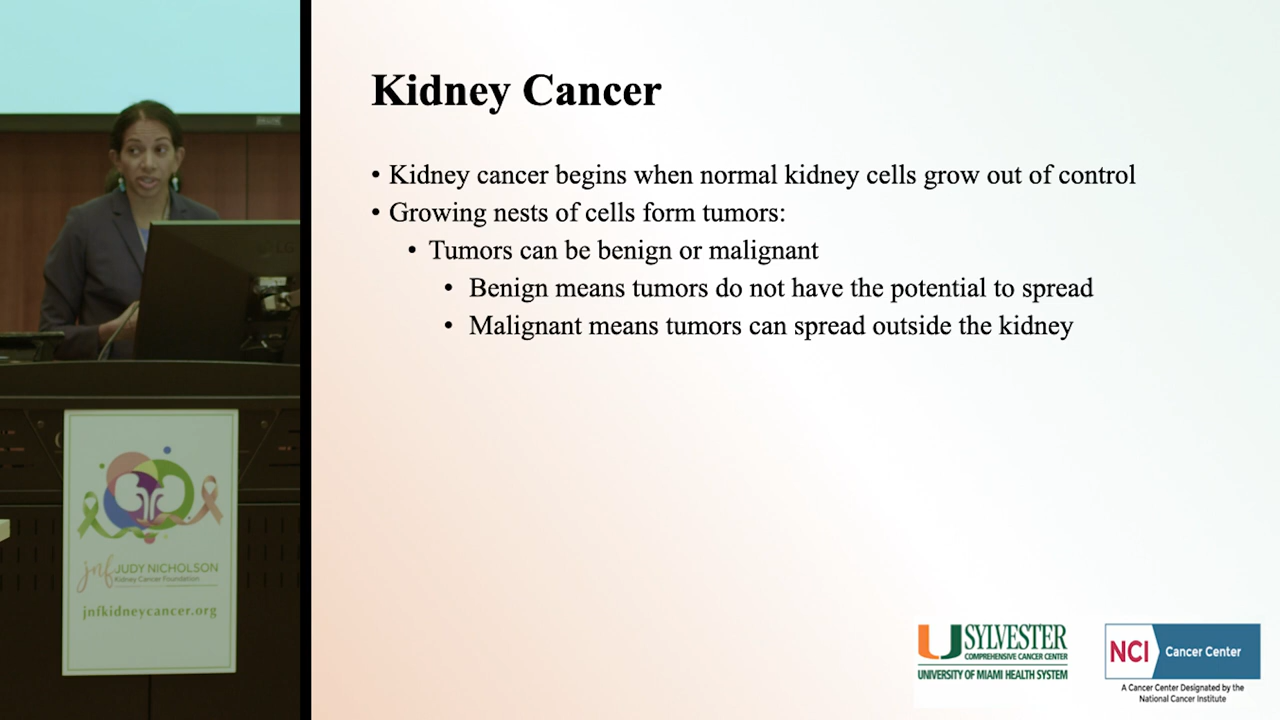 Kidney Cancer
• Kidney cancer begins when normal kidney cells grow out of control
• Growing nests of cells form tumors:
• Tumors can be benign or malignant
• Benign means tumors do not have the potential to spread
• Malignant means tumors can spread outside the kidney
jnf JUDY NICHOLSON
Kidney Cancer Foundation
jnfkidneycancer.org
U SYLVESTER
COMPREHENSIVE CANCER CENTER
UNIVERSITY OF MIAMI HEALTH SYSTEM
NCI Cancer Center
A Cancer Center Designated by the
National Cancer Institute